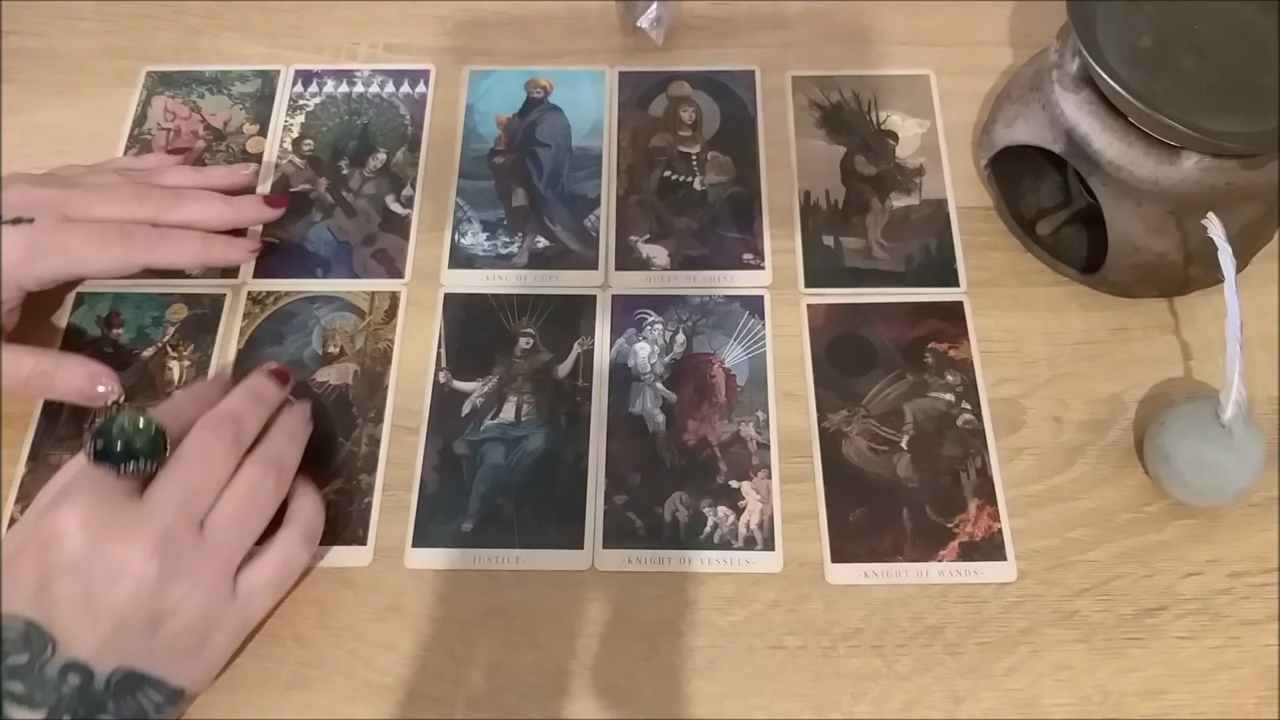 KING OF CUPS
QUEEN OF COINS
-JUSTICE-
-KNIGHT OF VESSELS-
-KNIGHT OF WANDS-